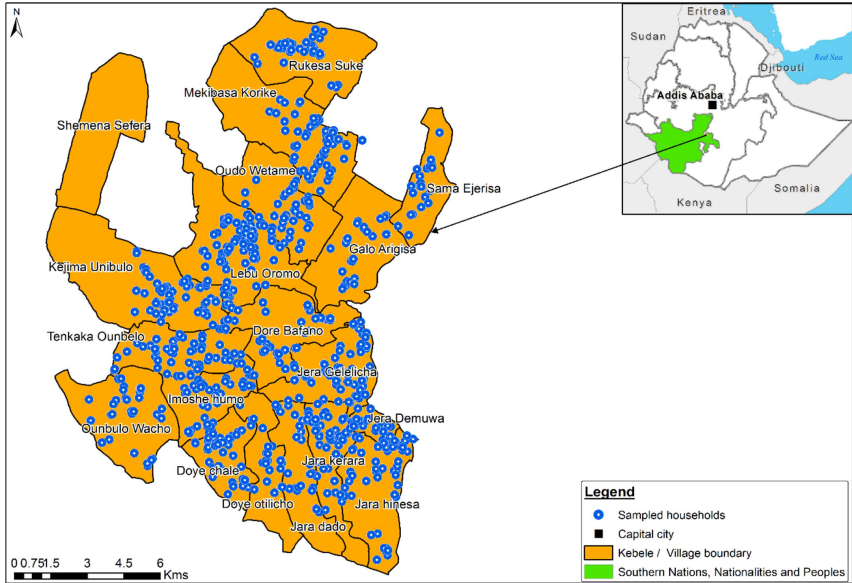 N
Rukesa Suke
Mekibasa Korike
Shemena Sefera
Oudo Wetame
Sama Ejerisa
Galo Arigisa
Kejima Unibulo
Lebu Oromo
Tenkaka Ounbelo
Dore Bafano
Jera Gelelicha
Imoshe humo
Jera Demuwa
Ounbulo Wacho
Jara kerara
Doye chale
Doye otilicho
Jara hinesa
Jara dado
0 0.75 1.5 3 4.5 6
Kms
Eritrea
Sudan
Red Sea
Djibouti
Addis Ababa
Somalia
Kenya
Legend
Sampled households
Capital city
Kebele / Village boundary
Southern Nations, Nationalities and Peoples